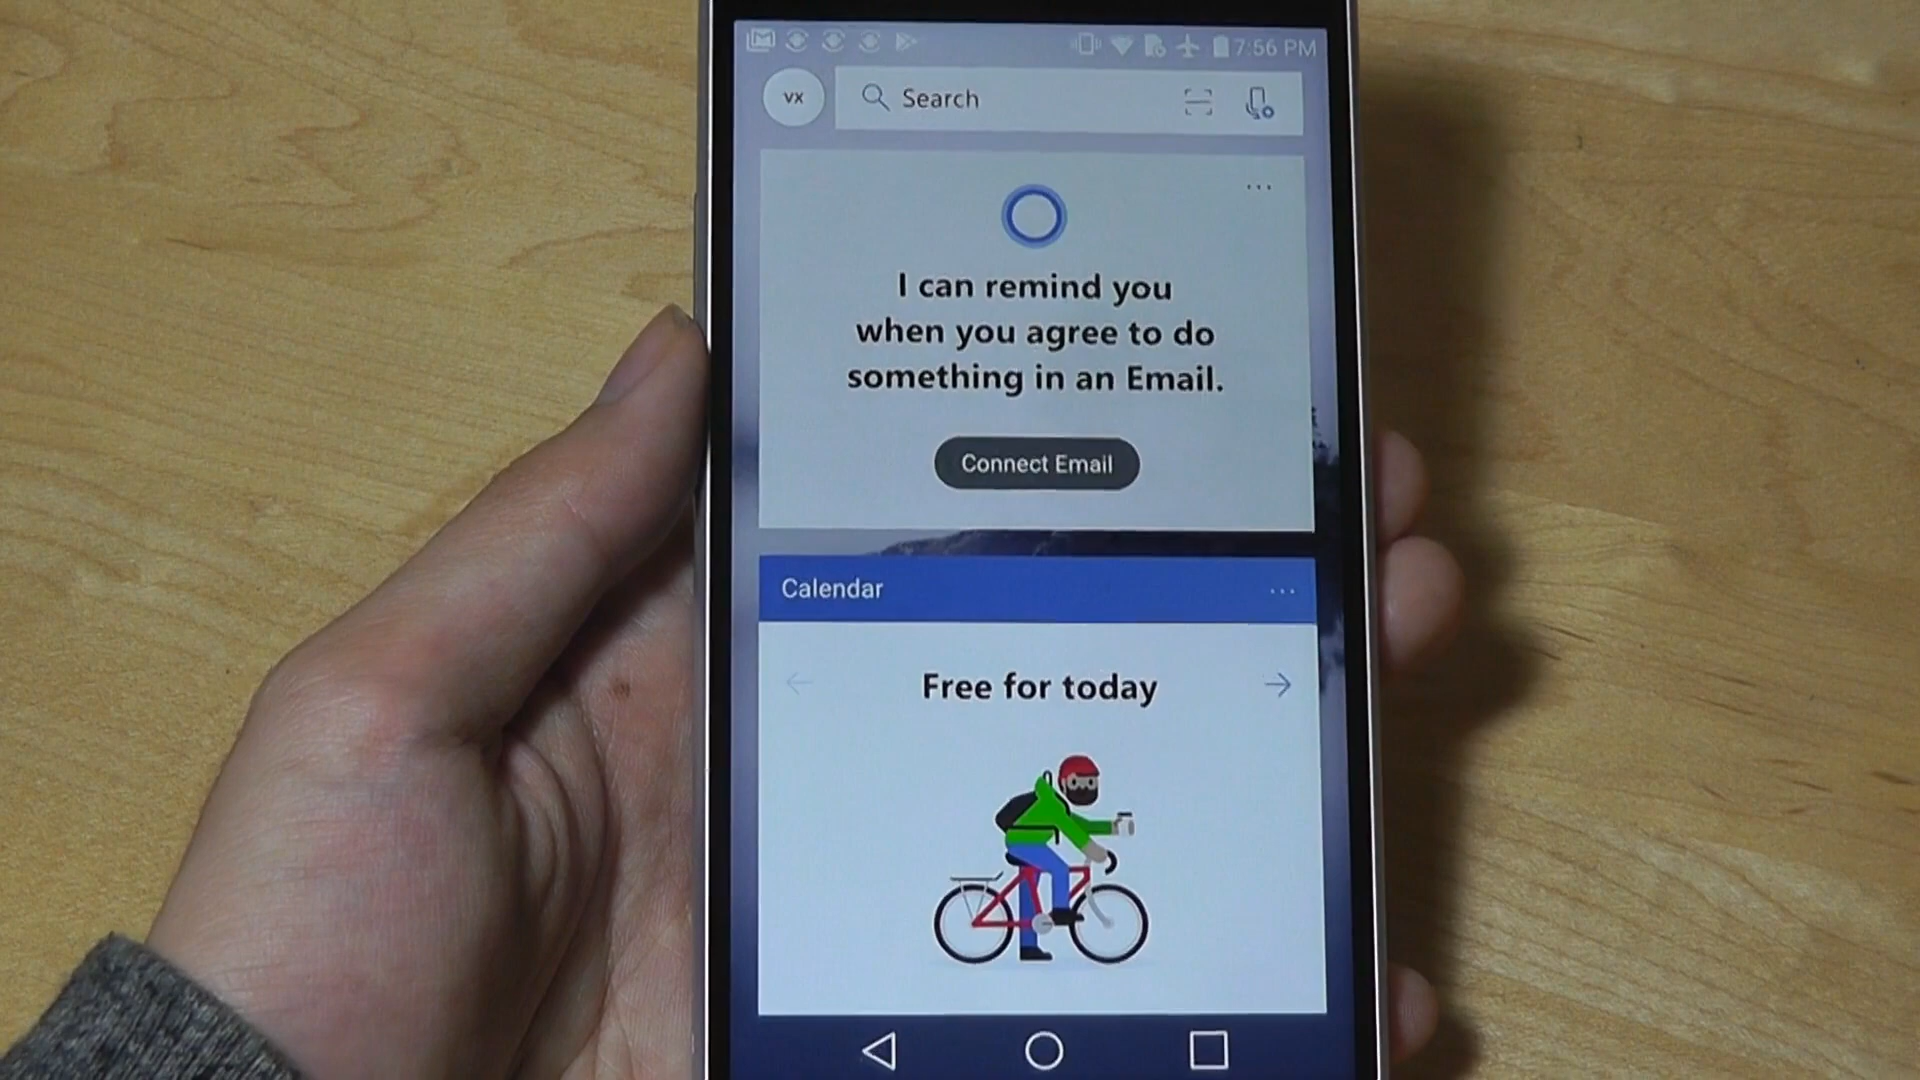 7:56 PM
VX
Search
I can remind you
when you agree to do
something in an Email.
Connect Email
Calendar
Free for today